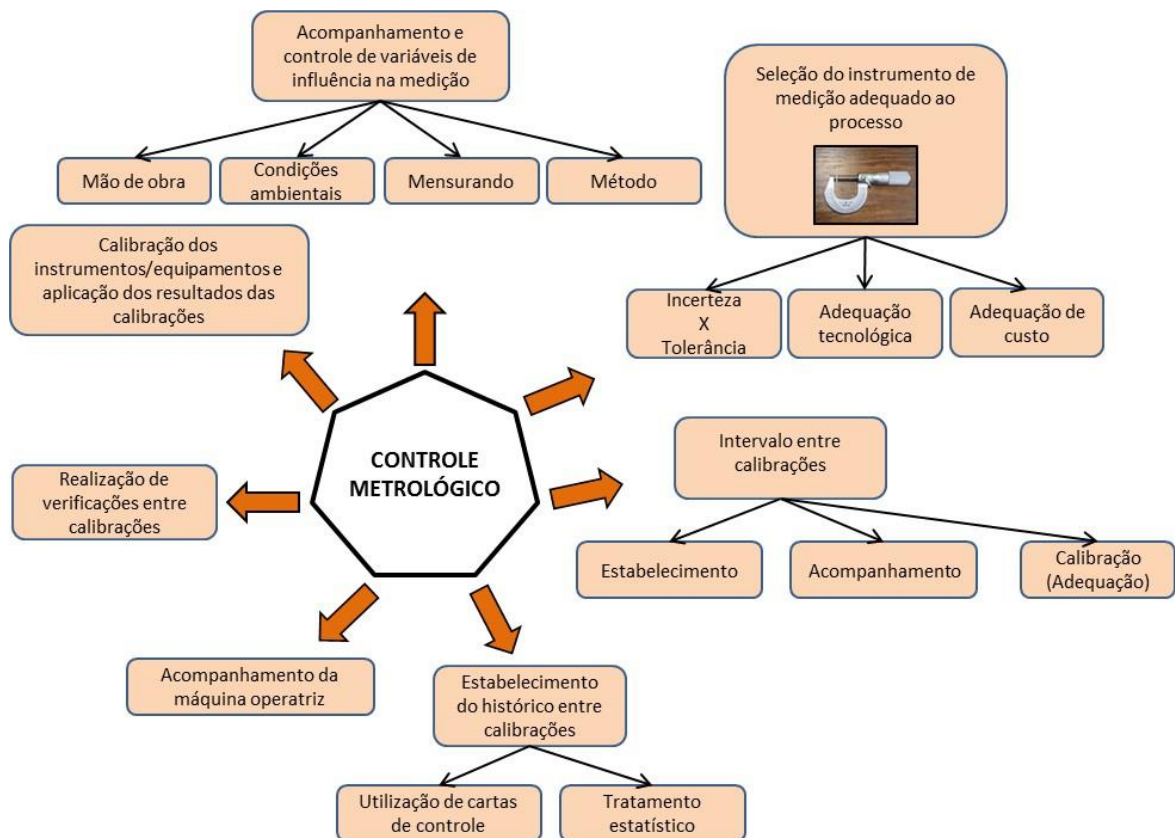 Acompanhamento e
controle de variáveis de
influência na medição
Mão de obra
Condições
ambientais
Mensurando
Método
Seleção do instrumento de
medição adequado ao
processo
Incerteza
X
Tolerância
Adequação
tecnológica
Adequação de
custo
Calibração dos
instrumentos/equipamentos e
aplicação dos resultados das
calibrações
CONTROLE
METROLÓGICO
Intervalo entre
calibrações
Estabelecimento
Acompanhamento
Calibração
(Adequação)
Realização de
verificações entre
calibrações
Acompanhamento da
máquina operatriz
Estabelecimento
do histórico entre
calibrações
Utilização de cartas
de controle
Tratamento
estatístico